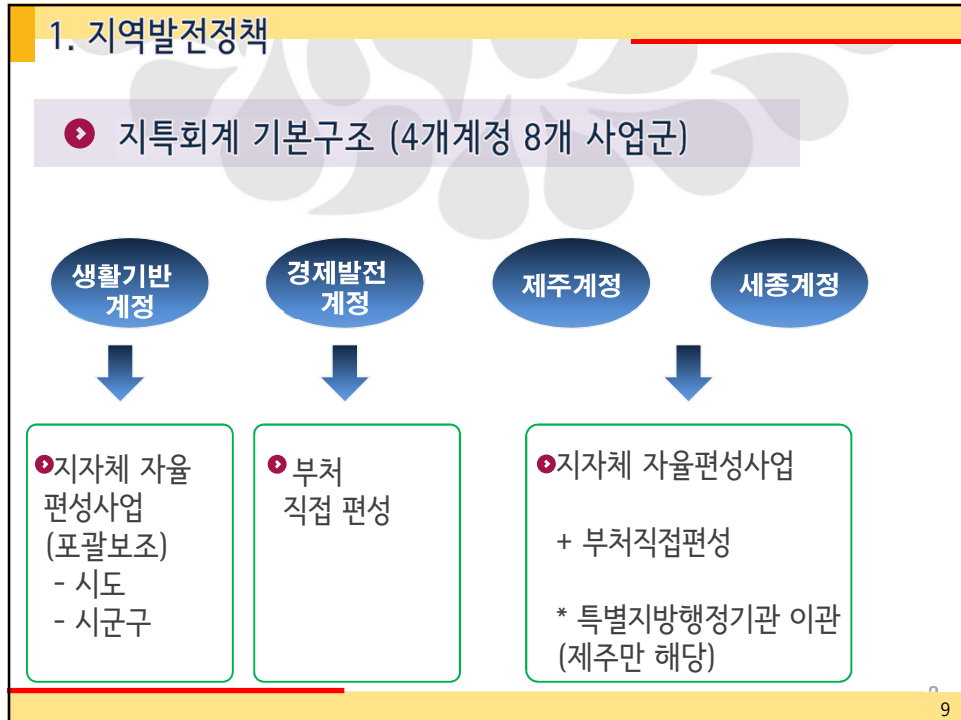 1. 지역발전정책
지특회계 기본구조 (4개계정 8개 사업군)
생활기반
계정
경제발전
계정
제주계정
세종계정
지자체 자율
편성사업
(포괄보조)
- 시도
- 시군구
부처
직접 편성
지자체 자율편성사업
+ 부처직접편성
* 특별지방행정기관 이관
(제주만 해당)
9